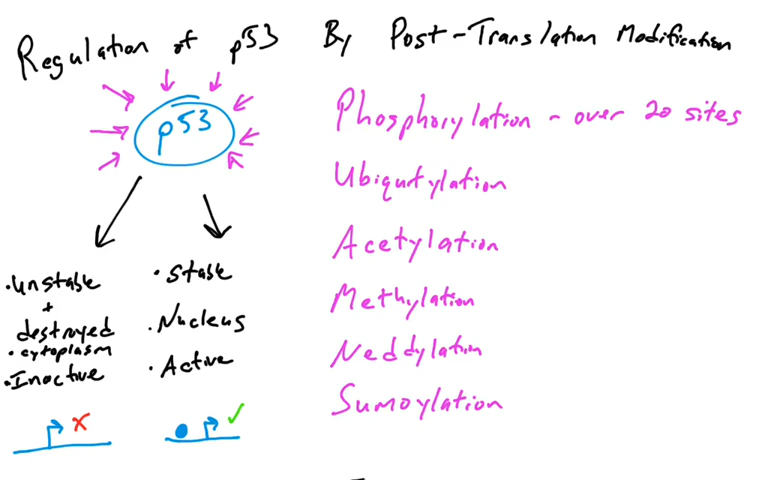 Regulation of p53 By Post-Translation Modification
p53
Phosphorylation - over 20 sites
Ubiqutylation
Acetylation
Methylation
Neddylation
Sumoylation
• Unstable
+
destroyed
• cytoplasm
• Inactive
• Stable
• Nucleus
• Active